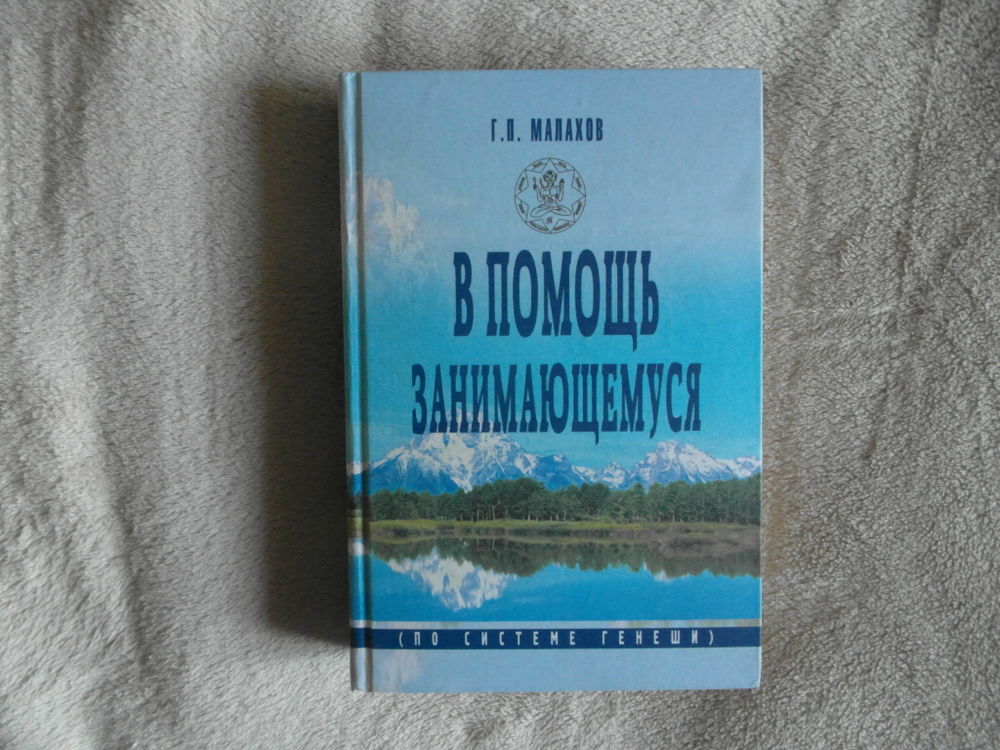 Г.П. МАЛАХОВ
В ПОМОЩЬ
ЗАНИМАЮЩЕМУСЯ
(ПО СИСТЕМЕ ГЕНЕШИ)